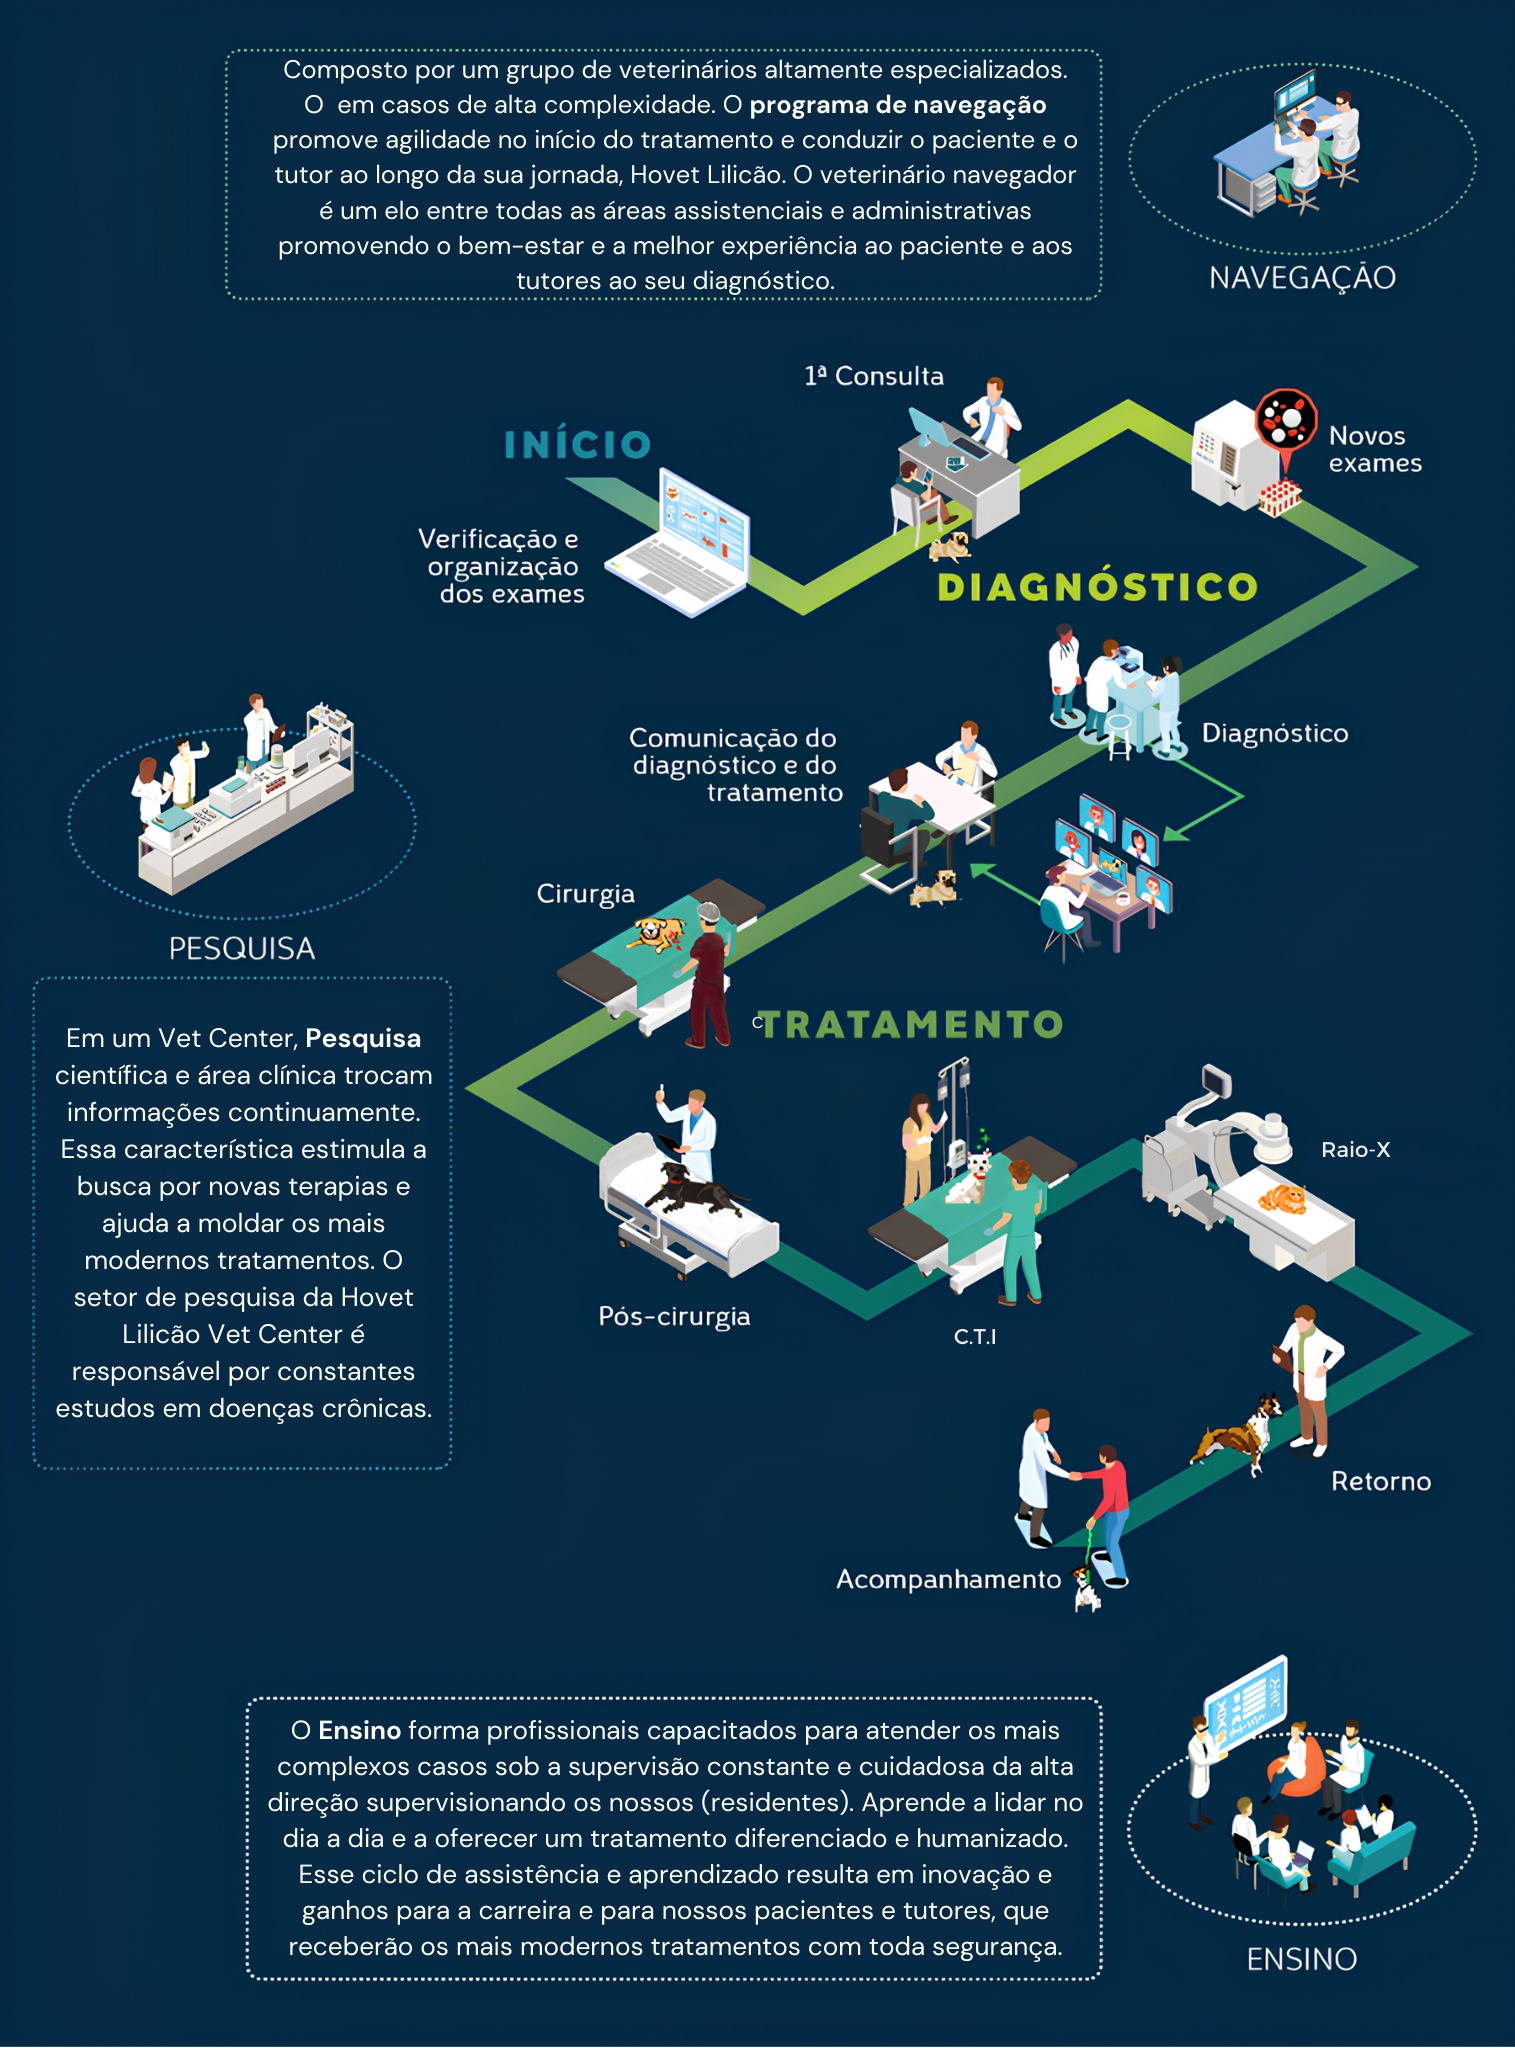 Composto por um grupo de veterinários altamente especializados.
O em casos de alta complexidade. O programa de navegação
promove agilidade no início do tratamento e conduzir o paciente e o
tutor ao longo da sua jornada, Hovet Lilicão. O veterinário navegador
é um elo entre todas as áreas assistenciais e administrativas
promovendo o bem-estar e a melhor experiência ao paciente e aos
tutores ao seu diagnóstico.
NAVEGAÇÃO
1ª Consulta
INÍCIO
Novos
exames
Verificação e
organização
dos exames
DIAGNÓSTICO
Diagnóstico
Comunicação do
diagnóstico e do
tratamento
Cirurgia
PESQUISA
Em um Vet Center, Pesquisa
científica e área clínica trocam
informações continuamente.
Essa característica estimula a
busca por novas terapias e
ajuda a moldar os mais
modernos tratamentos. O
setor de pesquisa da Hovet
Lilicão Vet Center é
responsável por constantes
estudos em doenças crônicas.
C
TRATAMENTO
Raio-X
Pós-cirurgia
C.T.I
Retorno
Acompanhamento
O Ensino forma profissionais capacitados para atender os mais
complexos casos sob a supervisão constante e cuidadosa da alta
direção supervisionando os nossos (residentes). Aprende a lidar no
dia a dia e a oferecer um tratamento diferenciado e humanizado.
Esse ciclo de assistência e aprendizado resulta em inovação e
ganhos para a carreira e para nossos pacientes e tutores, que
receberão os mais modernos tratamentos com toda segurança.
ENSINO